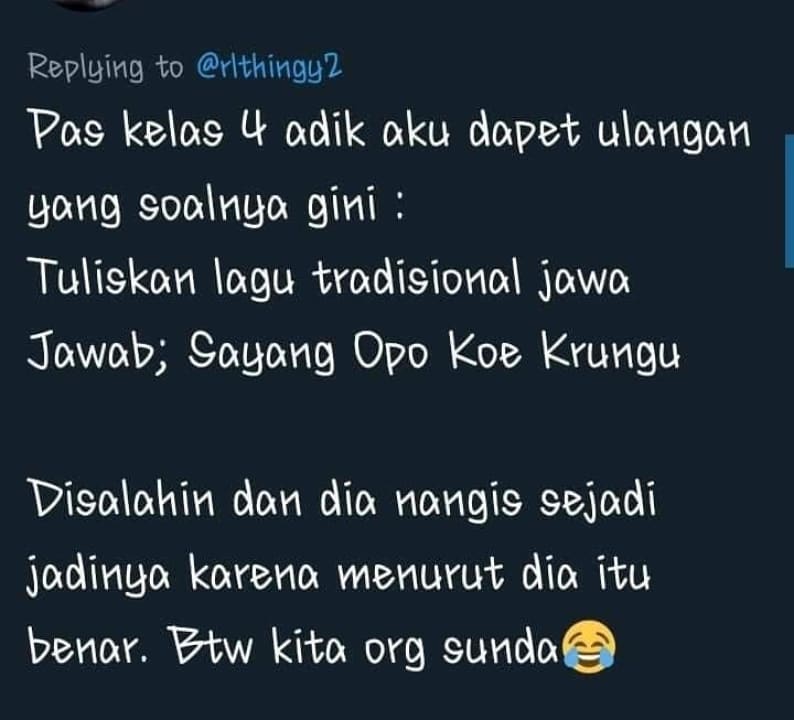 Replying to @rlthingy2
Pas kelas 4 adik aku dapet ulangan
yang soalnya gini :
Tuliskan lagu tradisional jawa
Jawab; Sayang Opo Koe Krungu
Disalahin dan dia nangis sejadi
jadinya karena menurut dia itu
benar. Btw kita org sunda😂